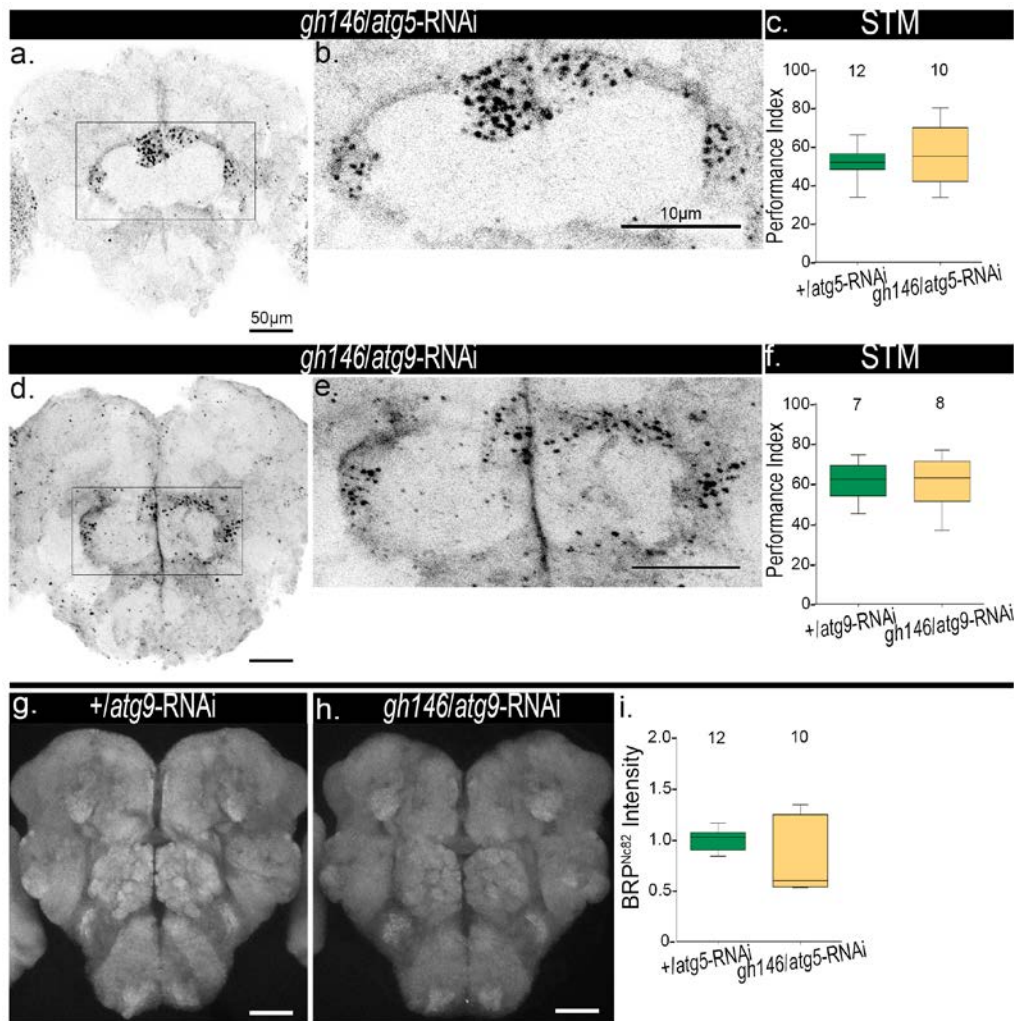 gh146/atg5-RNAi
a.
50µm
b.
10µm
c. STM
Performance Index
100
80
60
40
20
0
12
10
+/atg5-RNAi
gh146/atg5-RNAi
gh146/atg9-RNAi
d.
e.
f. STM
Performance Index
100
80
60
40
20
0
7
8
+/atg9-RNAi
gh146/atg9-RNAi
g. +/atg9-RNAi
h. gh146/atg9-RNAi
i.
BRP^Nc82 Intensity
2.0
1.5
1.0
0.5
0
12
10
+/atg5-RNAi
gh146/atg5-RNAi